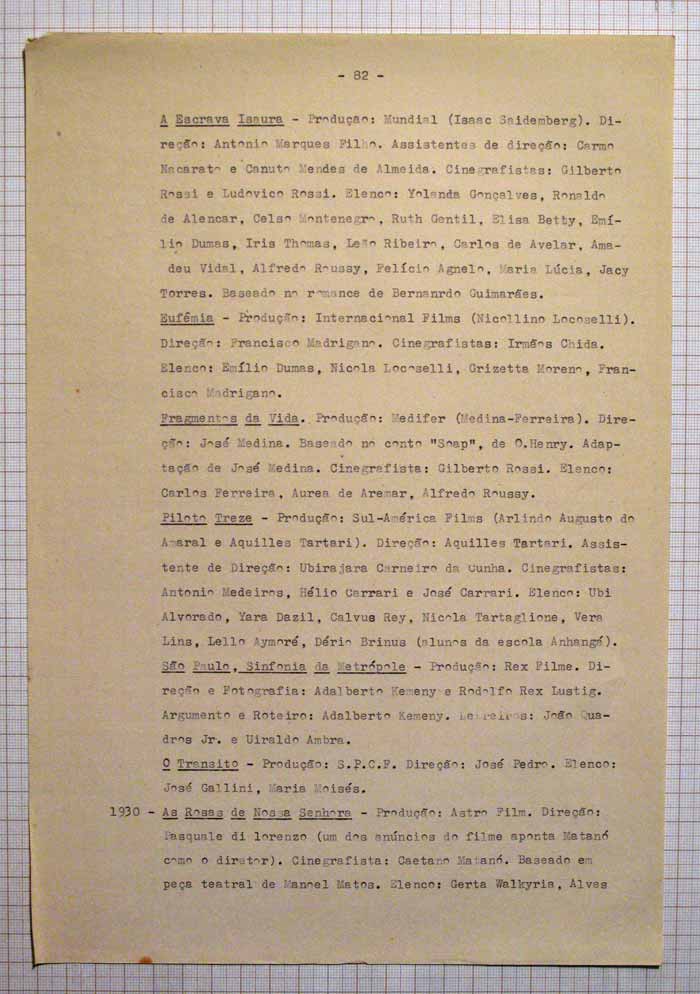 - 82 -
A Escrava Isaura - Produção: Mundial (Isaac Saidemberg). Di-
reção: Antonio Marques Filho. Assistentes de direção: Carmo
Nacarato e Canuto Mendes de Almeida. Cinegrafistas: Gilberto
Rossi e Ludovico Rossi. Elenco: Yolanda Gonçalves, Ronaldo
de Alencar, Celso Montenegro, Ruth Gentil, Elisa Betty, Emí-
lio Dumas, Iris Thomas, Leão Ribeiro, Carlos de Avelar, Ama-
deu Vidal, Alfredo Roussy, Felício Agnelo, Maria Lúcia, Jacy
Torres. Baseado no romance de Bernanrdo Guimarães.
Eufémia - Produção: Internacional Films (Nicollino Locoselli).
Direção: Francisco Madrigano. Cinegrafistas: Irmãos Chida.
Elenco: Emílio Dumas, Nicola Locoselli, Grizetta Moreno, Fran-
cisco Madrigano.
Fragmentos da Vida. Produção: Medifer (Medina-Ferreira). Dire-
ção: José Medina. Baseado no conto "Soap", de O.Henry. Adap-
tação de José Medina. Cinegrafista: Gilberto Rossi. Elenco:
Carlos Ferreira, Aurea de Aremar, Alfredo Roussy.
Piloto Treze - Produção: Sul-América Films (Arlindo Augusto do
Amaral e Aquilles Tartari). Direção: Aquilles Tartari. Assis-
tente de Direção: Ubirajara Carneiro da Cunha. Cinegrafistas:
Antonio Medeiros, Hélio Carrari e José Carrari. Elenco: Ubi
Alvorado, Yara Dazil, Calvus Rey, Nicola Tartaglione, Vera
Lins, Lello Aymoré, Dério Brinus (alunos da escola Anhangá).
São Paulo, Sinfonia da Metrópole - Produção: Rex Filme. Di-
reção e Fotografia: Adalberto Kemeny e Rodolfo Rex Lustig.
Argumento e Roteiro: Adalberto Kemeny. Letreiros: João Qua-
dros Jr. e Uiraldo Ambra.
O Transito - Produção: S.P.C.F. Direção: José Pedro. Elenco:
José Gallini, Maria Moisés.
1930 - As Rosas de Nossa Senhora - Produção: Astro Film. Direção:
Pasquale di lorenzo (um dos anúncios do filme aponta Matanó
como o diretor). Cinegrafista: Caetano Matanó. Baseado em
peça teatral de Manoel Matos. Elenco: Gerta Walkyria, Alves